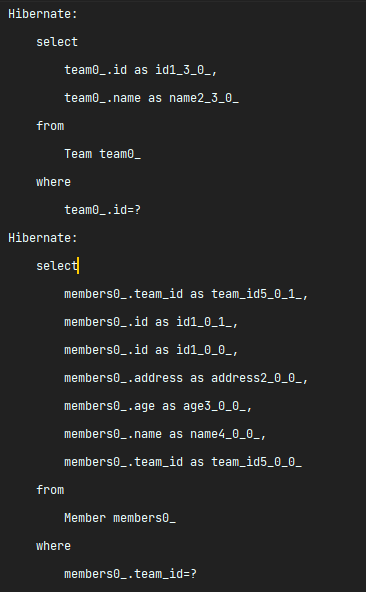 Hibernate:
    select
        team0_.id as id1_3_0_,
        team0_.name as name2_3_0_
    from
        Team team0_
    where
        team0_.id=?
Hibernate:
    select
        members0_.team_id as team_id5_0_1_,
        members0_.id as id1_0_1_,
        members0_.id as id1_0_0_,
        members0_.address as address2_0_0_,
        members0_.age as age3_0_0_,
        members0_.name as name4_0_0_,
        members0_.team_id as team_id5_0_0_
    from
        Member members0_
    where
        members0_.team_id=?